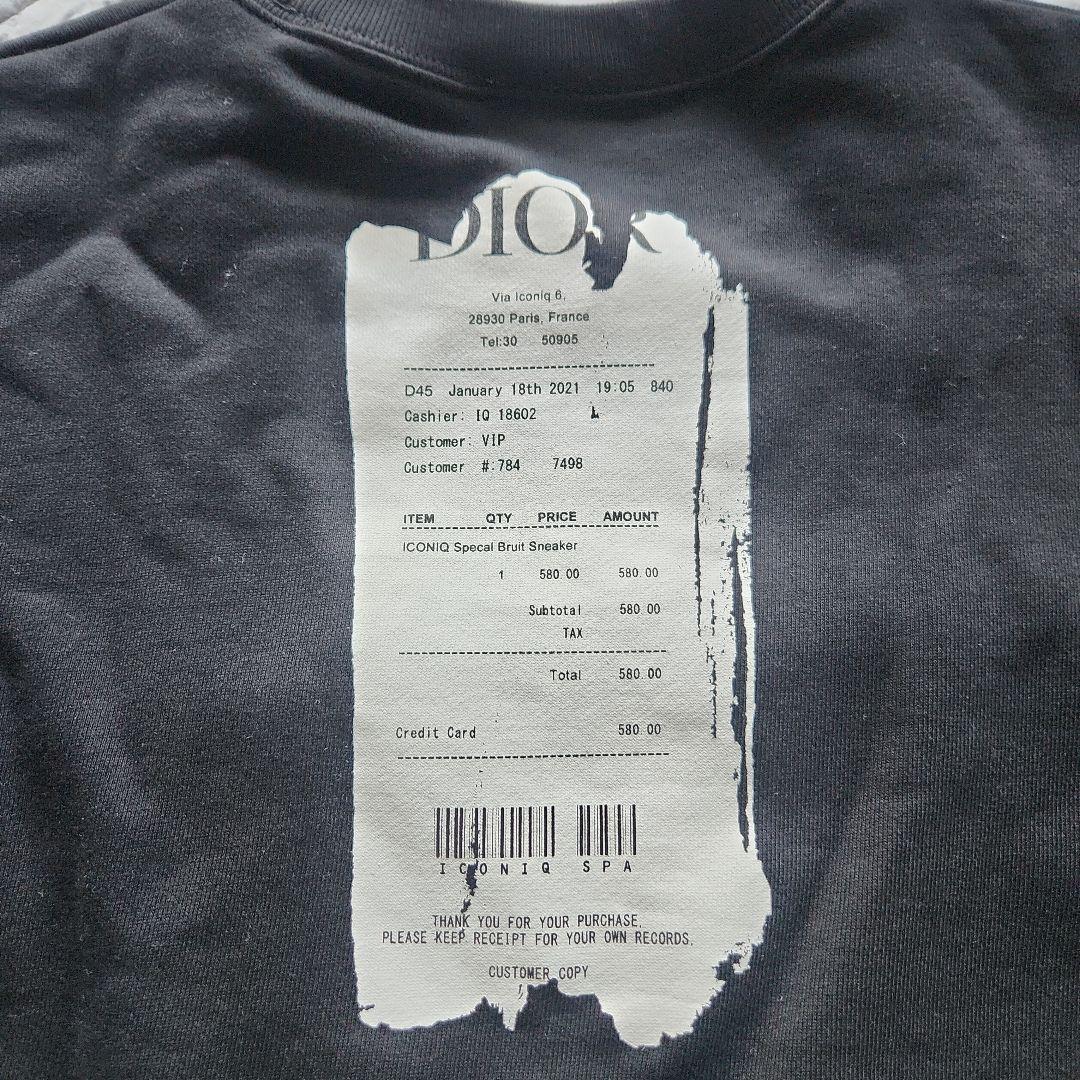 DIOR
Via Iconiq 6,
28930 Paris, France
Tel:30 50905
D45 January 18th 2021 19:05 840
Cashier: IQ 18602
Customer: VIP
Customer #:784 7498
ITEM QTY PRICE AMOUNT
ICONIQ Specal Bruit Sneaker
1 580.00 580.00
Subtotal 580.00
TAX
Total 580.00
Credit Card 580.00
ICONIQ SPA
THANK YOU FOR YOUR PURCHASE.
PLEASE KEEP RECEIPT FOR YOUR OWN RECORDS.
CUSTOMER COPY